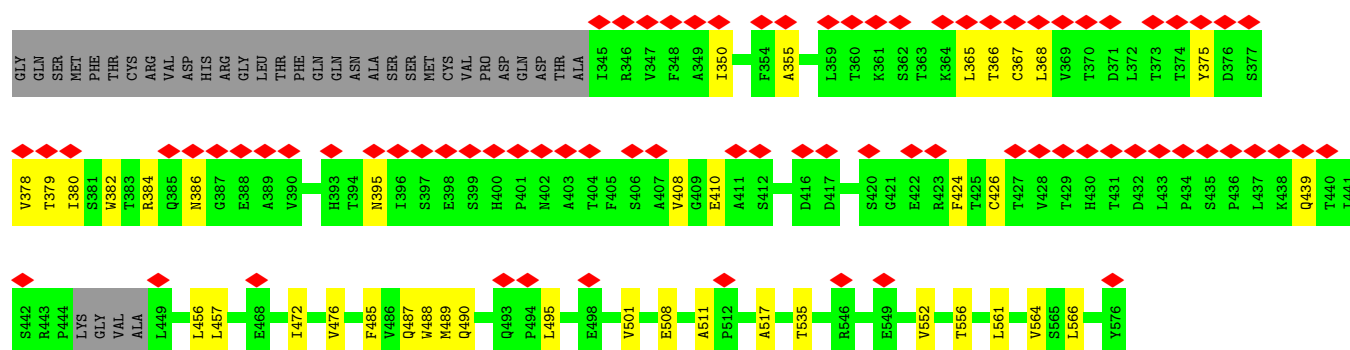 GLY GLN SER MET PHE THR CYS ARG VAL ASP HIS ARG GLY LEU THR PHE GLN GLN ASN ALA SER SER MET CYS VAL PRO ASP GLN ASP THR ALA I345 R346 V347 F348 A349 I350 F354 A355 L359 T360 K361 S362 T363 K364 L365 T366 C367 L368 V369 T370 D371 L372 T373 T374 Y375 D376 S377
V378 T379 I380 S381 W382 T383 R384 Q385 N386 G387 E388 A389 V390 H393 T394 N395 I396 S397 E398 S399 H400 P401 N402 A403 T404 F405 S406 A407 V408 G409 E410 A411 S412 D416 D417 S420 G421 E422 R423 F424 T425 C426 T427 V428 T429 H430 T431 D432 L433 P434 S435 P436 L437 K438 Q439 T440 I441
S442 R443 P444 LYS GLY VAL ALA L449 L456 L457 E468 I472 V476 F485 V486 Q487 W488 M489 Q490 Q493 P494 L495 E498 V501 E508 A511 P512 A517 T535 R546 E549 V552 T556 L561 V564 S565 L566 Y576